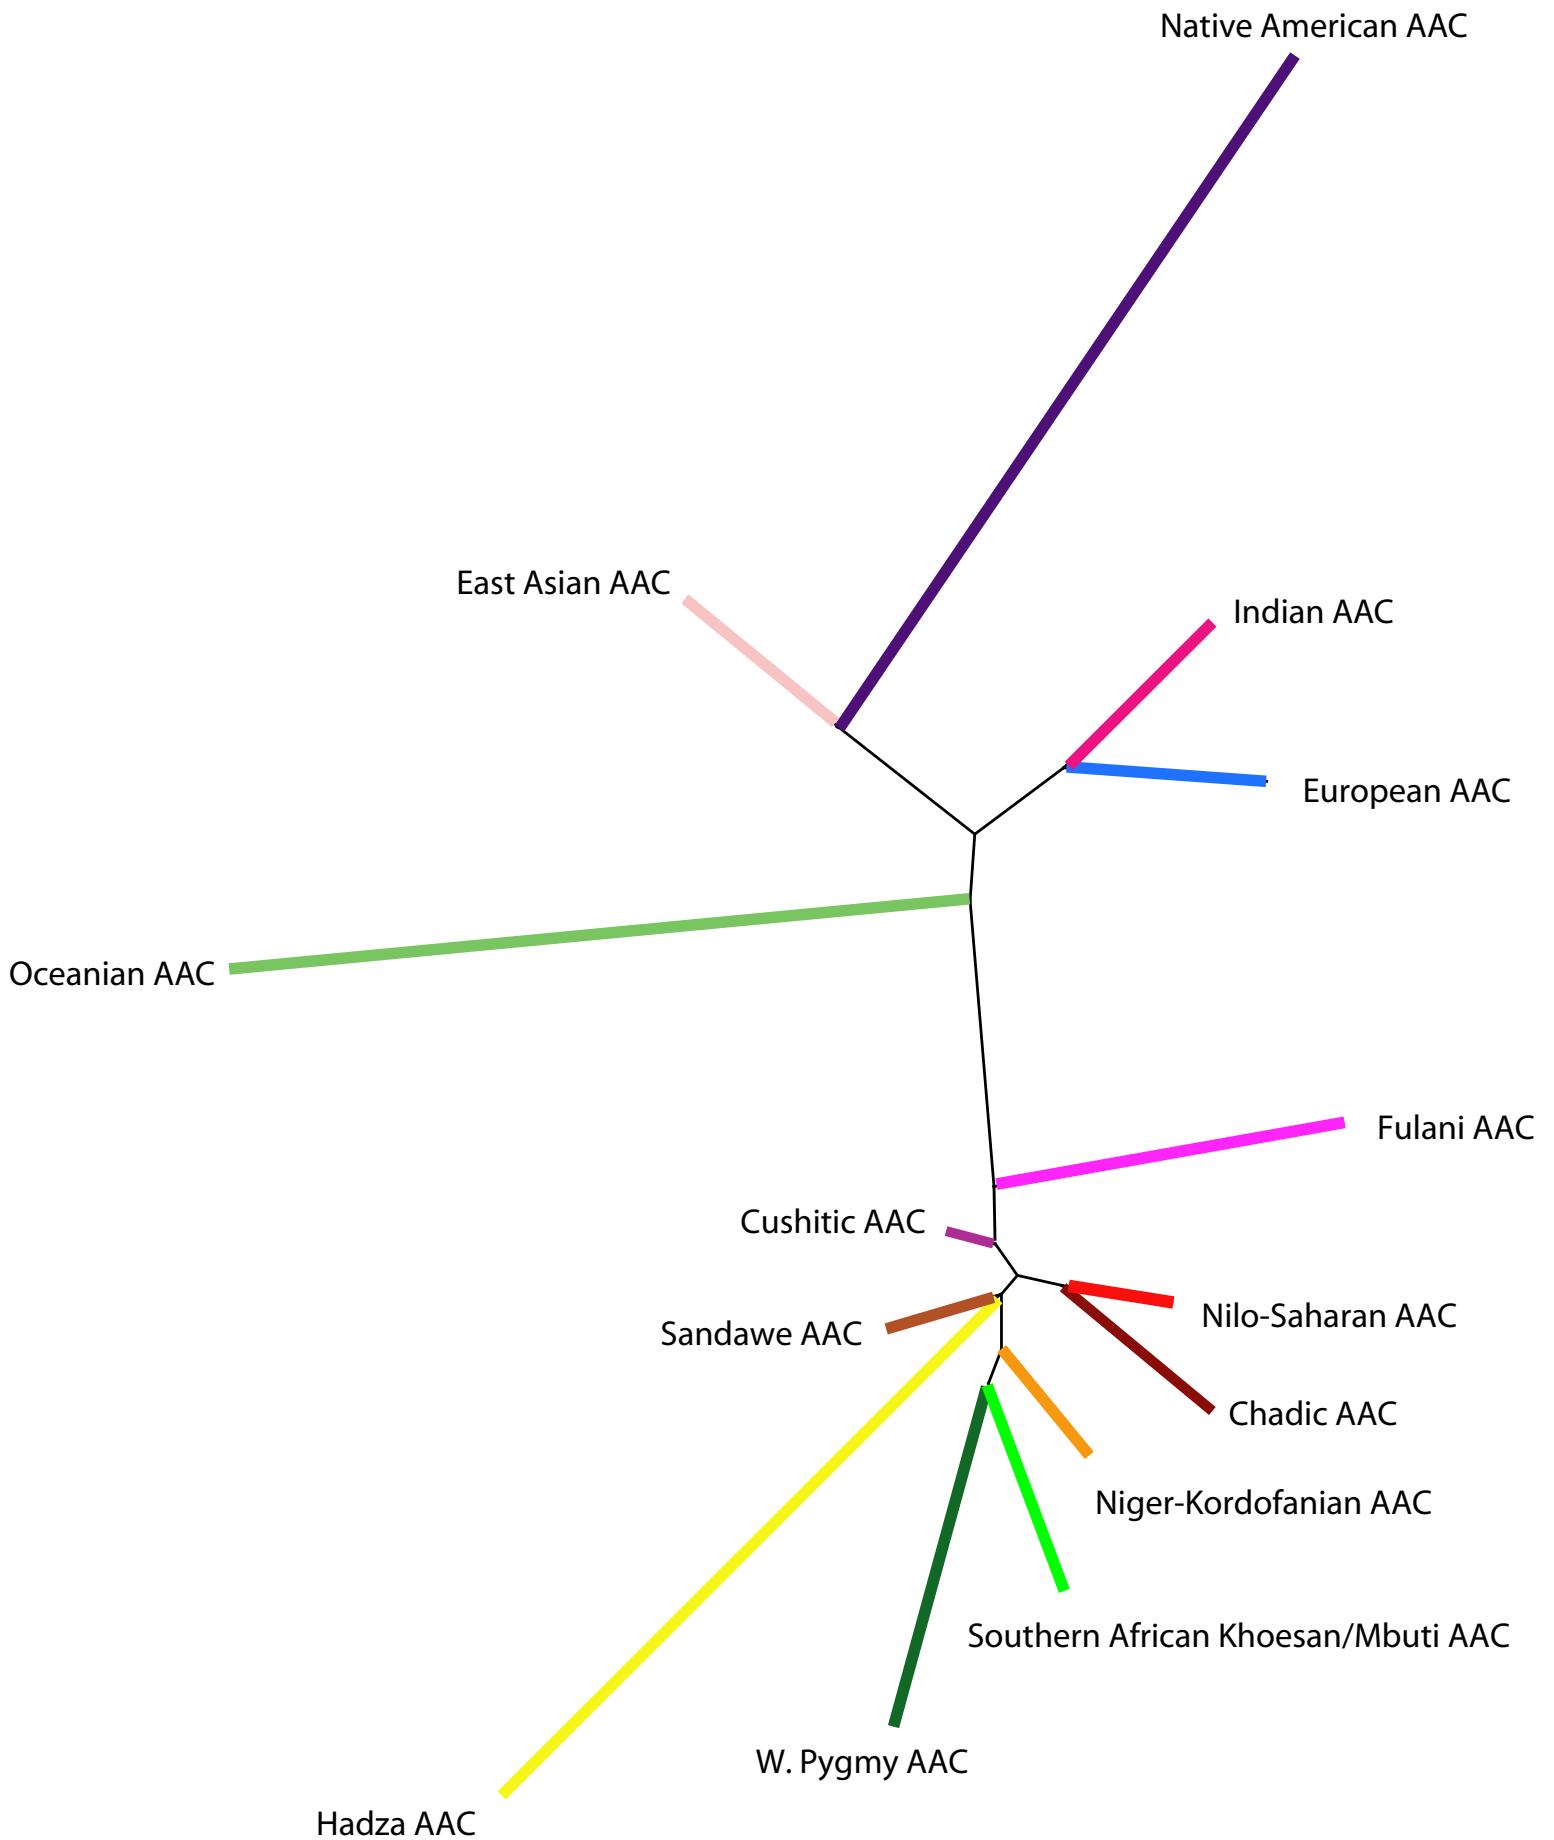 Native American AAC
East Asian AAC
Indian AAC
European AAC
Oceanian AAC
Fulani AAC
Cushitic AAC
Nilo-Saharan AAC
Sandawe AAC
Chadic AAC
Niger-Kordofanian AAC
Southern African Khoesan/Mbuti AAC
W. Pygmy AAC
Hadza AAC